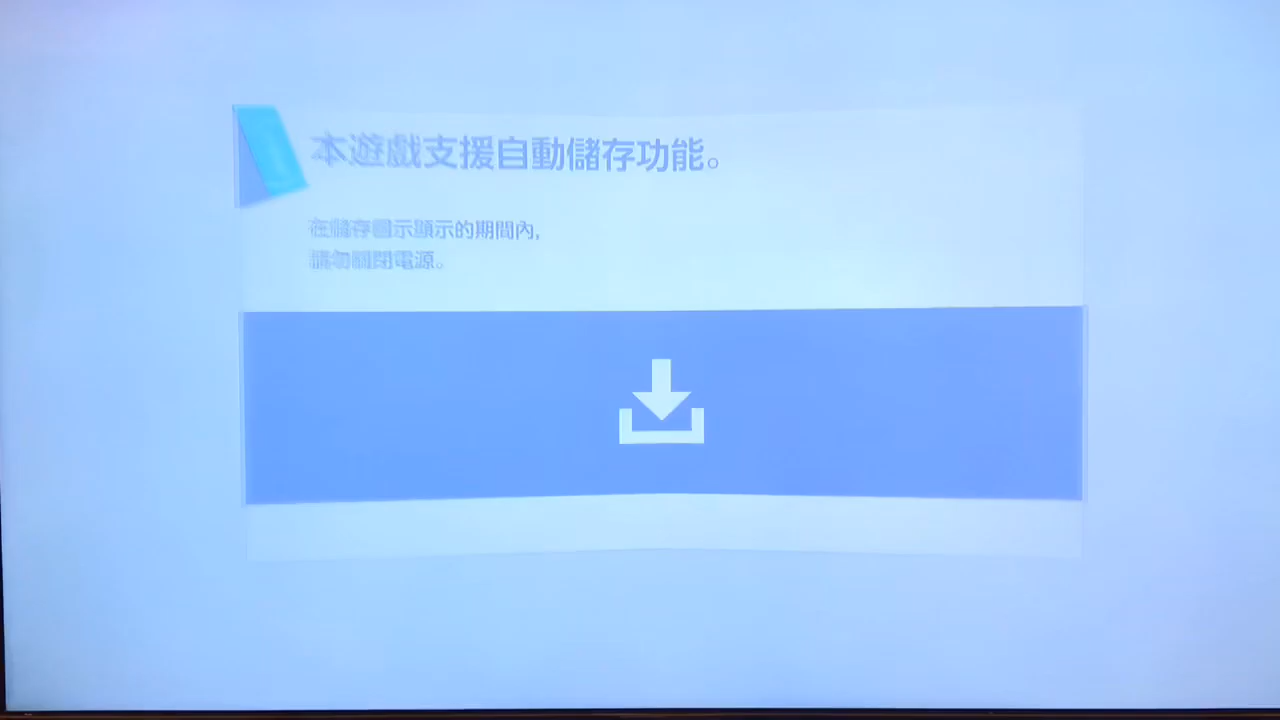 本遊戲支援自動儲存功能。
在儲存圖示顯示的期間內，
請勿關閉電源。